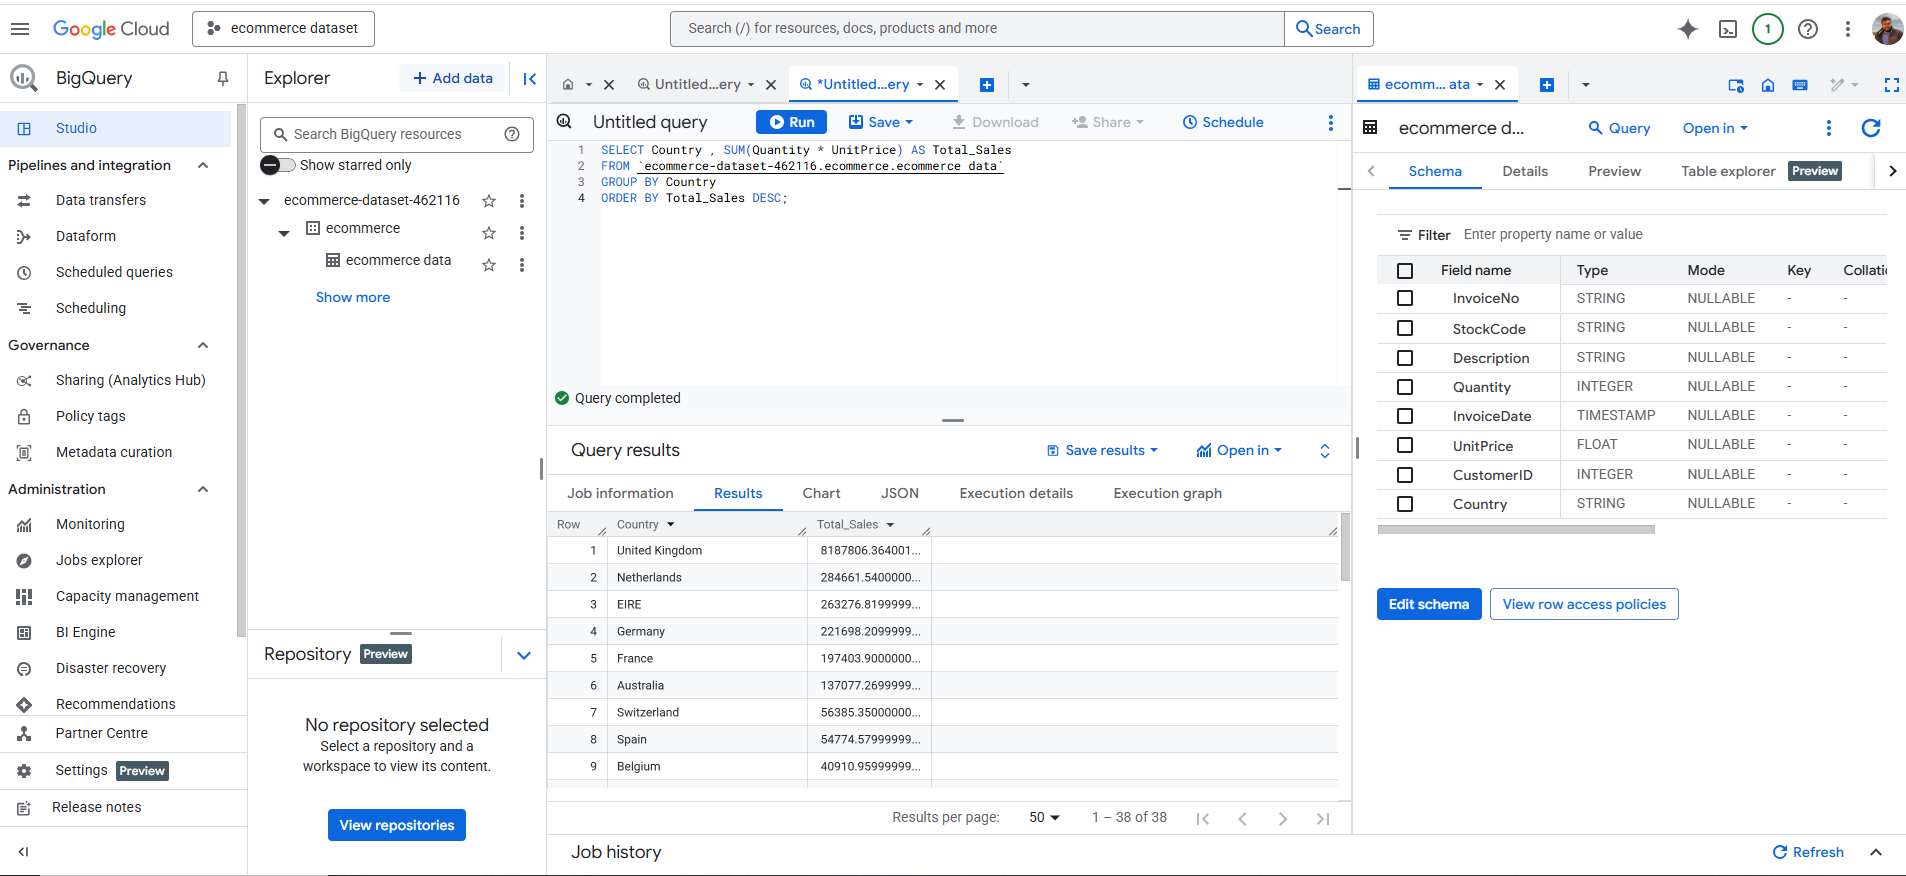 Google Cloud
ecommerce dataset
Search (/) for resources, docs, products and more
Search
1
BigQuery
Studio
Pipelines and integration
Data transfers
Dataform
Scheduled queries
Scheduling
Governance
Sharing (Analytics Hub)
Policy tags
Metadata curation
Administration
Monitoring
Jobs explorer
Capacity management
BI Engine
Disaster recovery
Recommendations
Partner Centre
Settings Preview
Release notes
Explorer
+ Add data
Search BigQuery resources
Show starred only
ecommerce-dataset-462116
ecommerce
ecommerce data
Show more
Repository Preview
No repository selected
Select a repository and a
workspace to view its content.
View repositories
Untitled...ery
*Untitled...ery
Untitled query
Run
Save
Download
Share
Schedule
1 SELECT Country , SUM(Quantity * UnitPrice) AS Total_Sales
2 FROM `ecommerce-dataset-462116.ecommerce.ecommerce data`
3 GROUP BY Country
4 ORDER BY Total_Sales DESC;
Query completed
Query results
Save results
Open in
Job information Results Chart JSON Execution details Execution graph
Row Country Total_Sales
1 United Kingdom 8187806.364001...
2 Netherlands 284661.5400000...
3 EIRE 263276.8199999...
4 Germany 221698.2099999...
5 France 197403.9000000...
6 Australia 137077.2699999...
7 Switzerland 56385.35000000...
8 Spain 54774.57999999...
9 Belgium 40910.95999999...
Results per page: 50 1 – 38 of 38
Job history
Refresh
ecomm... ata
ecommerce d...
Query
Open in
Schema Details Preview Table explorer Preview
Filter Enter property name or value
Field name Type Mode Key Collatio
InvoiceNo STRING NULLABLE - -
StockCode STRING NULLABLE - -
Description STRING NULLABLE - -
Quantity INTEGER NULLABLE - -
InvoiceDate TIMESTAMP NULLABLE - -
UnitPrice FLOAT NULLABLE - -
CustomerID INTEGER NULLABLE - -
Country STRING NULLABLE - -
Edit schema
View row access policies